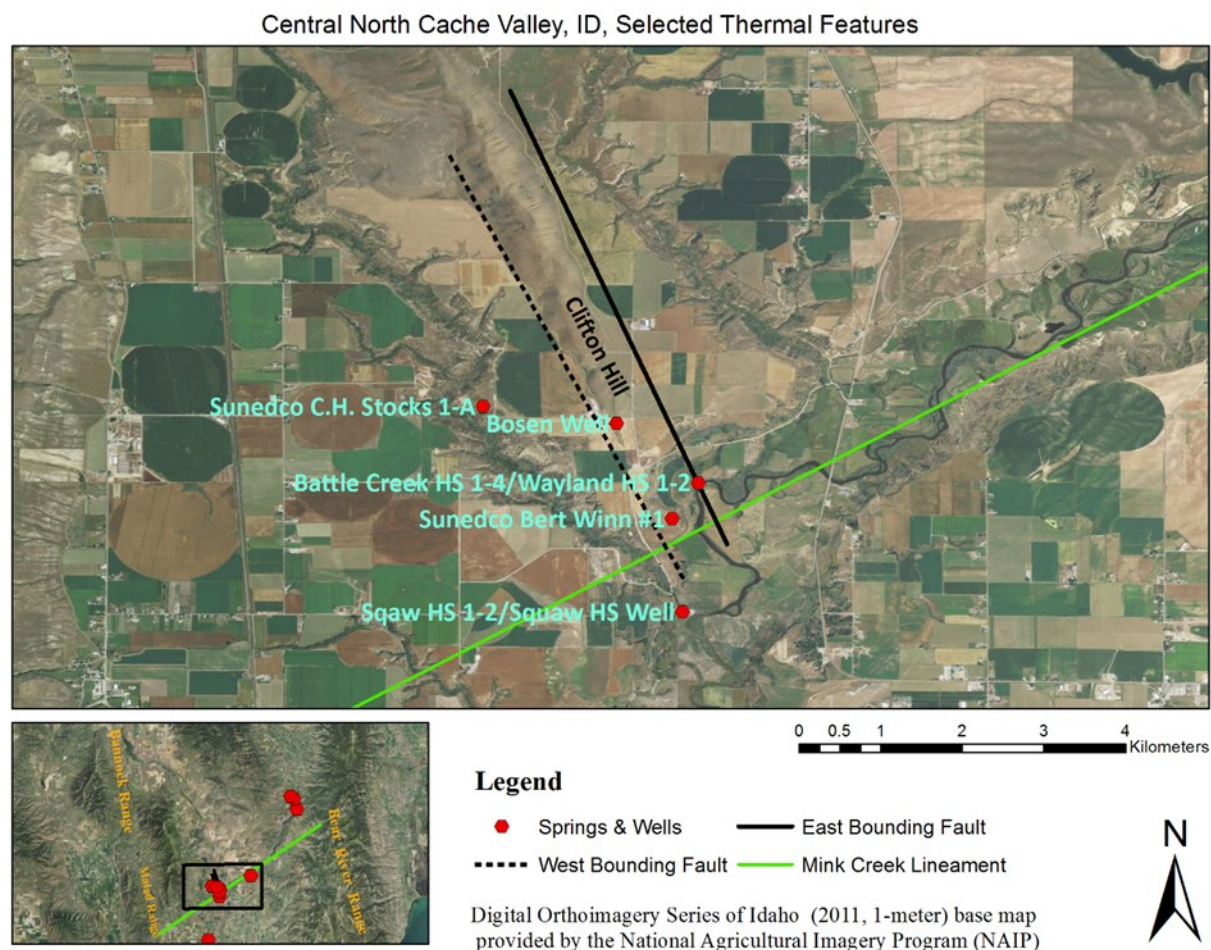 Central North Cache Valley, ID, Selected Thermal Features
Clifton Hill
Sunedco C.H. Stocks 1-A
Bosen Well
Battle Creek HS 1-4/Wayland HS 1-2
Sunedco Bert Winn #1
Sqaw HS 1-2/Squaw HS Well
0 0.5 1 2 3 4
Kilometers
Bannock Range
Malad Range
Bear River Range
Legend
Springs & Wells
East Bounding Fault
West Bounding Fault
Mink Creek Lineament
N
Digital Orthoimagery Series of Idaho (2011, 1-meter) base map
provided by the National Agricultural Imagery Program (NAIP)